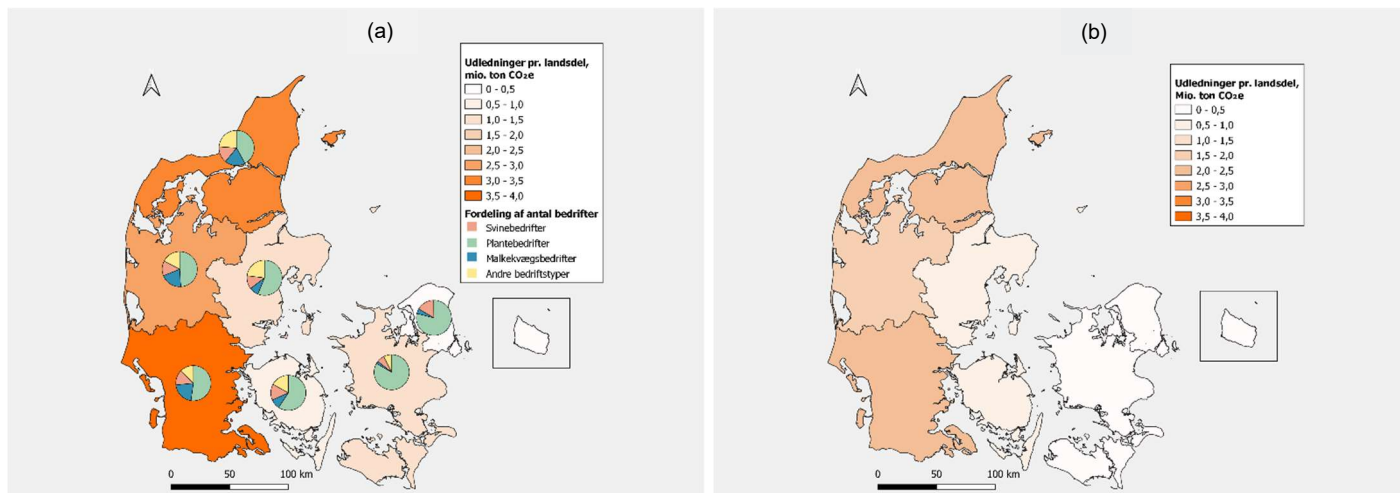 (a)
Udledninger pr. landsdel,
mio. ton CO₂e
0 - 0,5
0,5 - 1,0
1,0 - 1,5
1,5 - 2,0
2,0 - 2,5
2,5 - 3,0
3,0 - 3,5
3,5 - 4,0
Fordeling af antal bedrifter
Svinebedrifter
Plantebedrifter
Malkekvægsbedrifter
Andre bedriftstyper
0 50 100 km
(b)
Udledninger pr. landsdel,
Mio. ton CO₂e
0 - 0,5
0,5 - 1,0
1,0 - 1,5
1,5 - 2,0
2,0 - 2,5
2,5 - 3,0
3,0 - 3,5
3,5 - 4,0
0 50 100 km